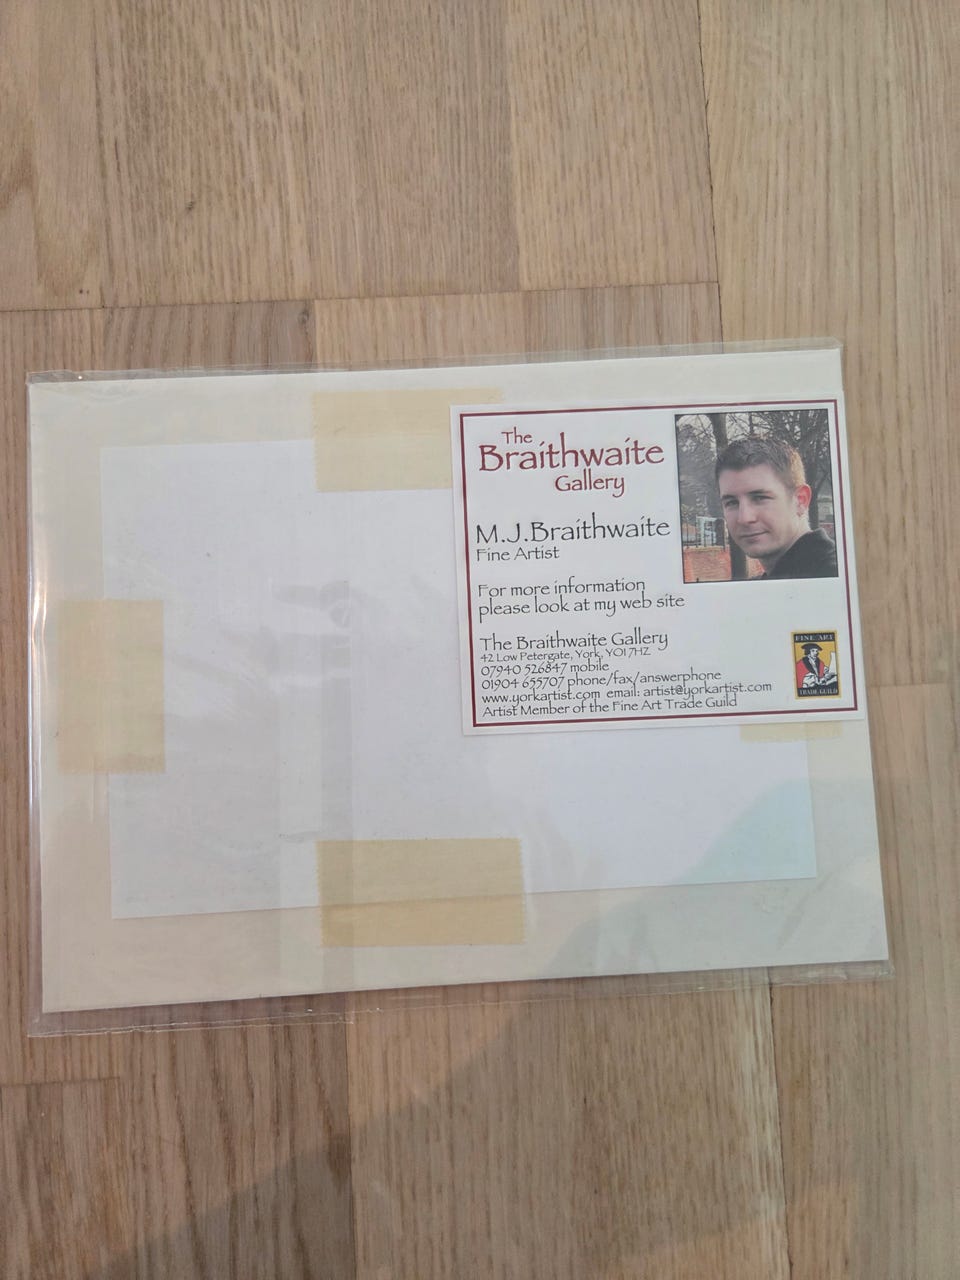 The
Braithwaite
Gallery
M.J.Braithwaite
Fine Artist
For more information
please look at my web site
The Braithwaite Gallery
42 Low Petergate, York, YO1 7HZ
07940 526847 mobile
01904 655707 phone/fax/answerphone
www.yorkartist.com email: artist@yorkartist.com
Artist Member of the Fine Art Trade Guild
FINE ART
TRADE GUILD